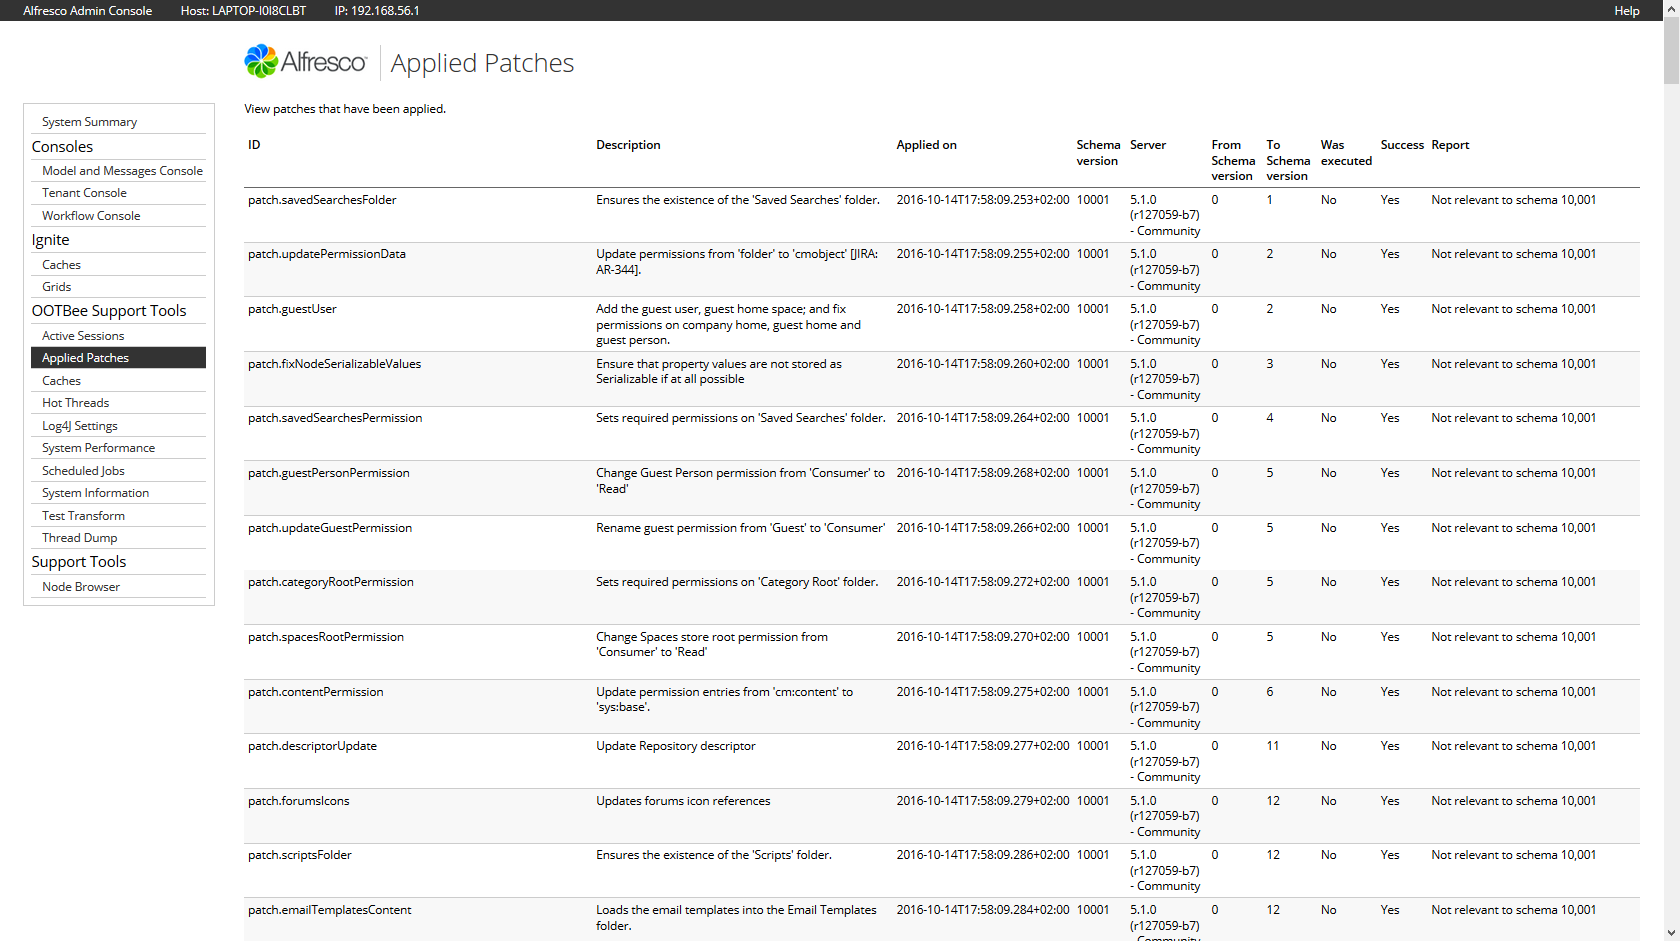 Alfresco Admin Console Host: LAPTOP-I0I8CLBT IP: 192.168.56.1 Help
Alfresco Applied Patches
View patches that have been applied.
System Summary
Consoles
Model and Messages Console
Tenant Console
Workflow Console
Ignite
Caches
Grids
OOTBee Support Tools
Active Sessions
Applied Patches
Caches
Hot Threads
Log4J Settings
System Performance
Scheduled Jobs
System Information
Test Transform
Thread Dump
Support Tools
Node Browser
ID Description Applied on Schema Server From To Was Success Report
version Schema Schema executed
version version
patch.savedSearchesFolder Ensures the existence of the 'Saved Searches' folder. 2016-10-14T17:58:09.253+02:00 10001 5.1.0 0 1 No Yes Not relevant to schema 10,001
(r127059-b7)
- Community
patch.updatePermissionData Update permissions from 'folder' to 'cmobject' [JIRA: 2016-10-14T17:58:09.255+02:00 10001 5.1.0 0 2 No Yes Not relevant to schema 10,001
AR-344]. (r127059-b7)
- Community
patch.guestUser Add the guest user, guest home space; and fix 2016-10-14T17:58:09.258+02:00 10001 5.1.0 0 2 No Yes Not relevant to schema 10,001
permissions on company home, guest home and (r127059-b7)
guest person. - Community
patch.fixNodeSerializableValues Ensure that property values are not stored as 2016-10-14T17:58:09.260+02:00 10001 5.1.0 0 3 No Yes Not relevant to schema 10,001
Serializable if at all possible (r127059-b7)
- Community
patch.savedSearchesPermission Sets required permissions on 'Saved Searches' folder. 2016-10-14T17:58:09.264+02:00 10001 5.1.0 0 4 No Yes Not relevant to schema 10,001
(r127059-b7)
- Community
patch.guestPersonPermission Change Guest Person permission from 'Consumer' to 2016-10-14T17:58:09.268+02:00 10001 5.1.0 0 5 No Yes Not relevant to schema 10,001
'Read' (r127059-b7)
- Community
patch.updateGuestPermission Rename guest permission from 'Guest' to 'Consumer' 2016-10-14T17:58:09.266+02:00 10001 5.1.0 0 5 No Yes Not relevant to schema 10,001
(r127059-b7)
- Community
patch.categoryRootPermission Sets required permissions on 'Category Root' folder. 2016-10-14T17:58:09.272+02:00 10001 5.1.0 0 5 No Yes Not relevant to schema 10,001
(r127059-b7)
- Community
patch.spacesRootPermission Change Spaces store root permission from 2016-10-14T17:58:09.270+02:00 10001 5.1.0 0 5 No Yes Not relevant to schema 10,001
'Consumer' to 'Read' (r127059-b7)
- Community
patch.contentPermission Update permission entries from 'cm:content' to 2016-10-14T17:58:09.275+02:00 10001 5.1.0 0 6 No Yes Not relevant to schema 10,001
'sys:base'. (r127059-b7)
- Community
patch.descriptorUpdate Update Repository descriptor 2016-10-14T17:58:09.277+02:00 10001 5.1.0 0 11 No Yes Not relevant to schema 10,001
(r127059-b7)
- Community
patch.forumsIcons Updates forums icon references 2016-10-14T17:58:09.279+02:00 10001 5.1.0 0 12 No Yes Not relevant to schema 10,001
(r127059-b7)
- Community
patch.scriptsFolder Ensures the existence of the 'Scripts' folder. 2016-10-14T17:58:09.286+02:00 10001 5.1.0 0 12 No Yes Not relevant to schema 10,001
(r127059-b7)
- Community
patch.emailTemplatesContent Loads the email templates into the Email Templates 2016-10-14T17:58:09.284+02:00 10001 5.1.0 0 12 No Yes Not relevant to schema 10,001
folder. (r127059-b7)
- Community